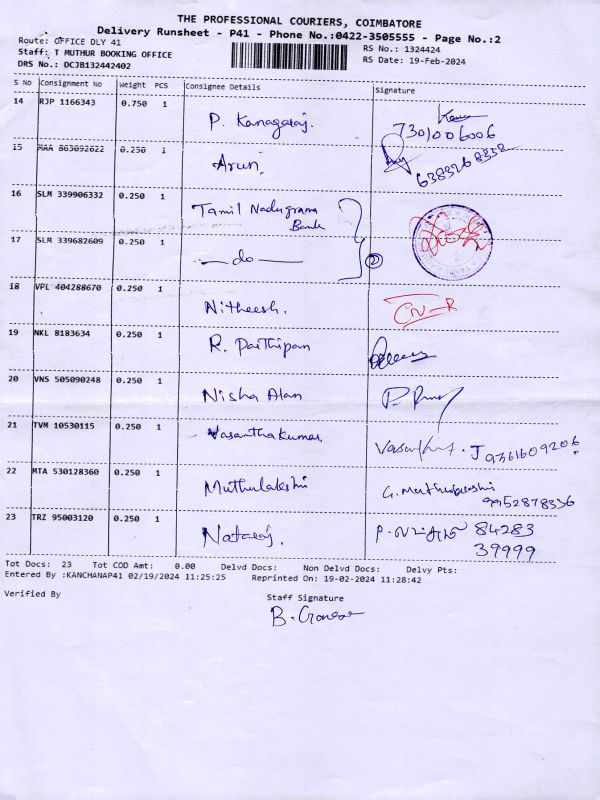 THE PROFESSIONAL COURIERS, COIMBATORE
Delivery Runsheet - P41 - Phone No.:0422-3505555 - Page No.:2
Route: OFFICE DLY 41
RS No.: 1324424
Staff: T MUTHUR BOOKING OFFICE
RS Date: 19-Feb-2024
DRS No.: DCJB132442402
S No Consignment No Weight PCS Consignee Details Signature
14 RJP 1166343 0.750 1 P. Kanagaraj. 7301006006
15 MAA 863092622 0.250 1 Arun. 6383268332
16 SLM 339906332 0.250 1 Tamil Nadu grama Bank
17 SLM 339682609 0.250 1 — do — 2
18 VPL 404288670 0.250 1 Nitheesh.
19 NKL 8183634 0.250 1 R. Parthipan
20 VNS 505090248 0.250 1 Nisha Alan
21 TVM 10530115 0.250 1 Vasanthakumar. J 9361609206
22 MTA 530128360 0.250 1 Muthulakshmi G. Muthulakshmi
9952878336
23 TRZ 95003120 0.250 1 Nataraj. 84283
39999
Tot Docs: 23 Tot COD Amt: 0.00 Delvd Docs: Non Delvd Docs: Delvy Pts:
Entered By :KANCHANAP41 02/19/2024 11:25:25 Reprinted On: 19-02-2024 11:28:42
Verified By Staff Signature